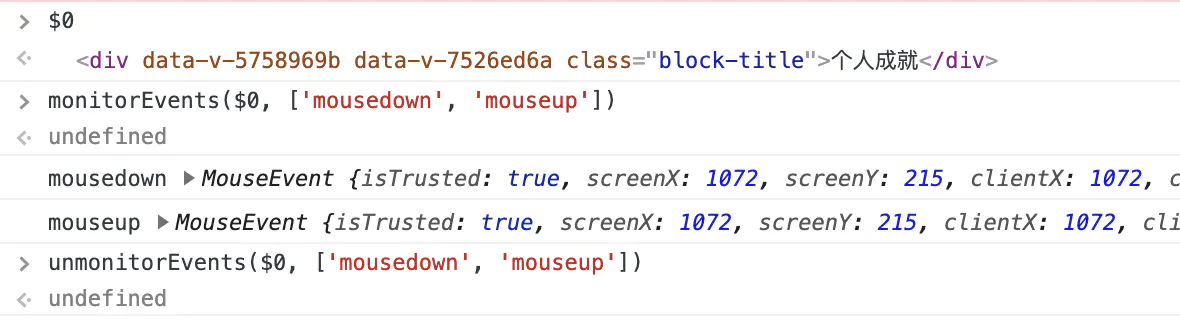 $0
<div data-v-5758969b data-v-7526ed6a class="block-title">个人成就</div>
monitorEvents($0, ['mousedown', 'mouseup'])
undefined
mousedown ▶MouseEvent {isTrusted: true, screenX: 1072, screenY: 215, clientX: 1072, c
mouseup ▶MouseEvent {isTrusted: true, screenX: 1072, screenY: 215, clientX: 1072, cli
unmonitorEvents($0, ['mousedown', 'mouseup'])
undefined